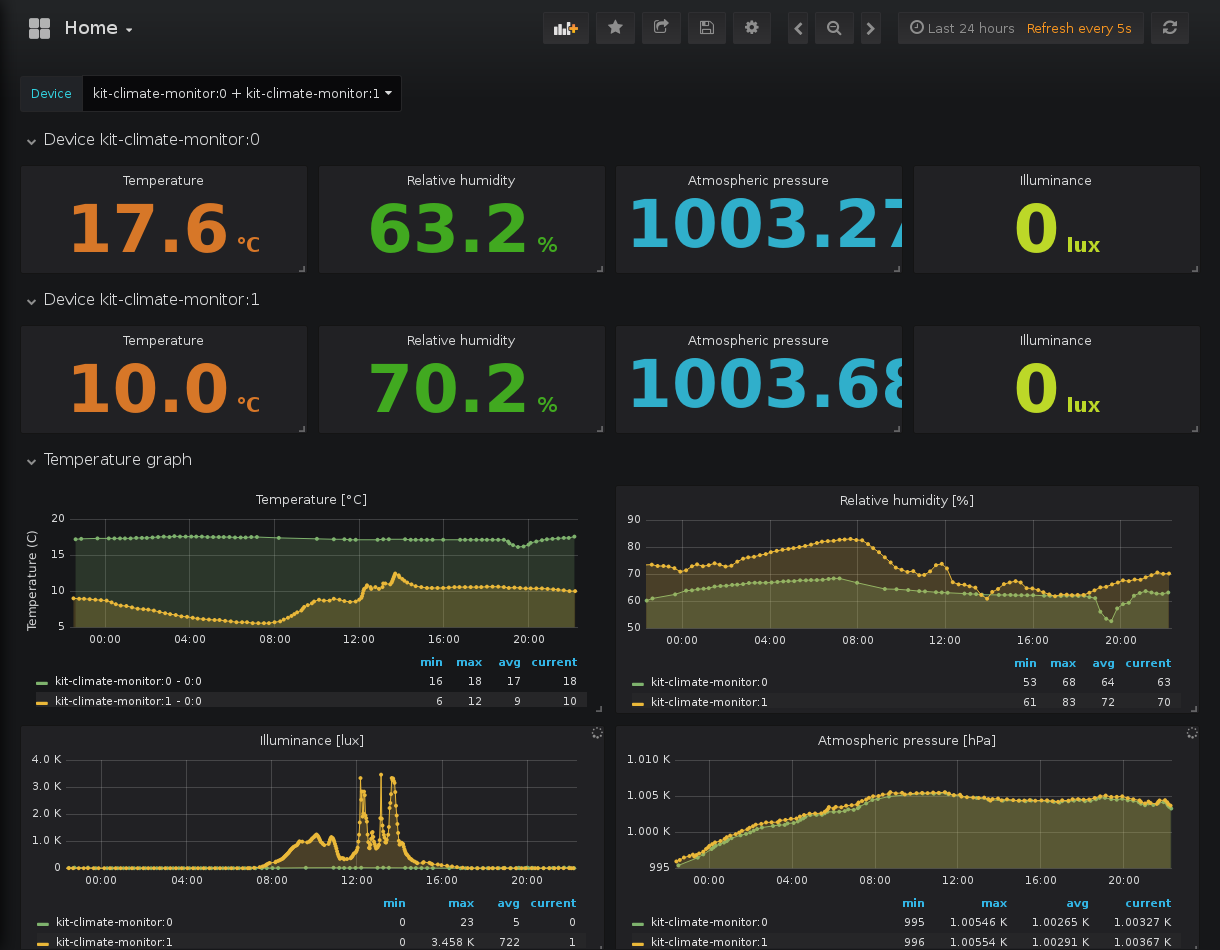 Home
Last 24 hours Refresh every 5s
Device kit-climate-monitor:0 + kit-climate-monitor:1
Device kit-climate-monitor:0
Temperature Relative humidity Atmospheric pressure Illuminance
17.6 °C 63.2 % 1003.27 0 lux
Device kit-climate-monitor:1
Temperature Relative humidity Atmospheric pressure Illuminance
10.0 °C 70.2 % 1003.68 0 lux
Temperature graph
Temperature [°C]
Temperature (C)
20
15
10
5
00:00 04:00 08:00 12:00 16:00 20:00
min max avg current
kit-climate-monitor:0 - 0:0 16 18 17 18
kit-climate-monitor:1 - 0:0 6 12 9 10
Relative humidity [%]
90
80
70
60
50
00:00 04:00 08:00 12:00 16:00 20:00
min max avg current
kit-climate-monitor:0 53 68 64 63
kit-climate-monitor:1 61 83 72 70
Illuminance [lux]
4.0 K
3.0 K
2.0 K
1.0 K
0
00:00 04:00 08:00 12:00 16:00 20:00
min max avg current
kit-climate-monitor:0 0 23 5 0
kit-climate-monitor:1 0 3.458 K 722 1
Atmospheric pressure [hPa]
1.010 K
1.005 K
1.000 K
995
00:00 04:00 08:00 12:00 16:00 20:00
min max avg current
kit-climate-monitor:0 995 1.00546 K 1.00265 K 1.00327 K
kit-climate-monitor:1 996 1.00554 K 1.00291 K 1.00367 K